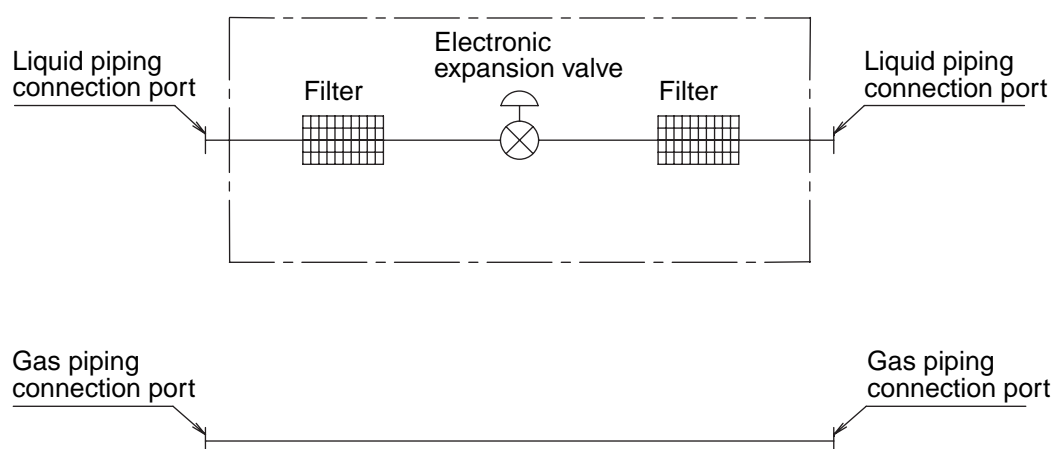 Electronic
expansion valve
Liquid piping
connection port
Filter
Filter
Liquid piping
connection port
Gas piping
connection port
Gas piping
connection port